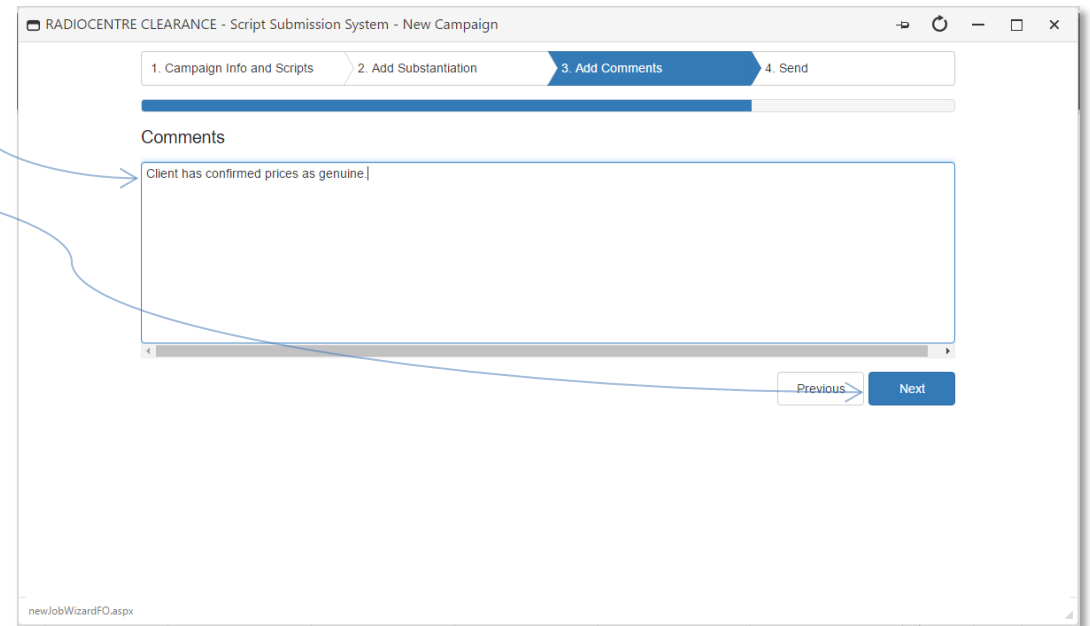 RADIOCENTRE CLEARANCE - Script Submission System - New Campaign
1. Campaign Info and Scripts
2. Add Substantiation
3. Add Comments
4. Send
Comments
Client has confirmed prices as genuine.
Previous
Next
newJobWizardFO.aspx